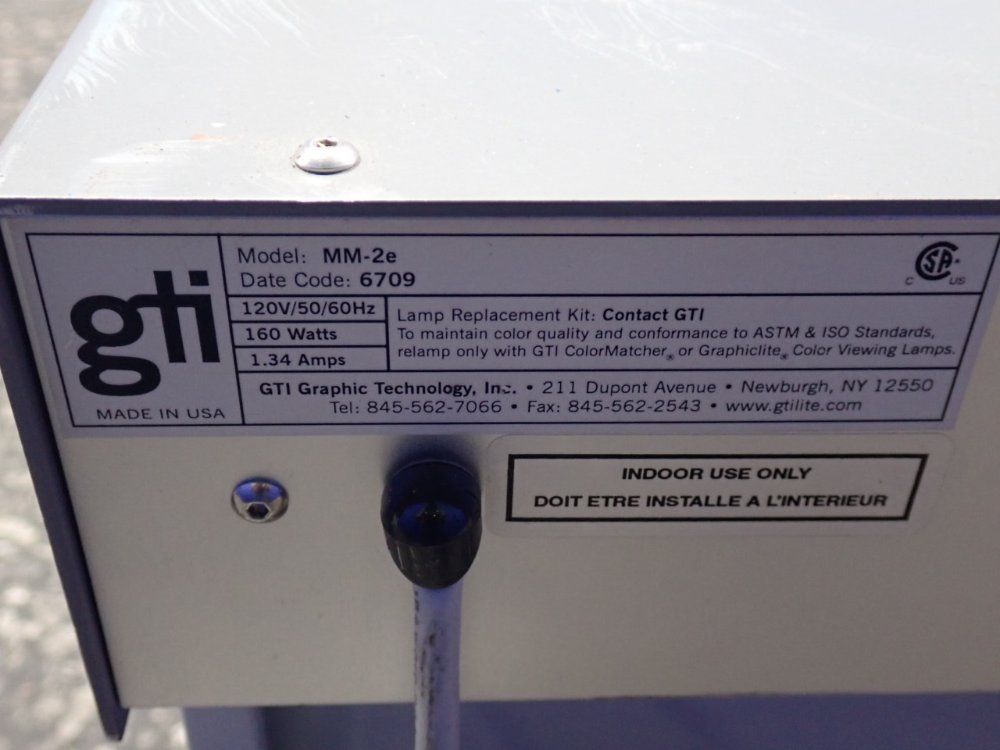 gti
MADE IN USA
Model: MM-2e
Date Code: 6709
120V/50/60Hz
160 Watts
1.34 Amps
Lamp Replacement Kit: Contact GTI
To maintain color quality and conformance to ASTM & ISO Standards,
relamp only with GTI ColorMatcher® or Graphiclite® Color Viewing Lamps.
C SA® US
GTI Graphic Technology, Inc. • 211 Dupont Avenue • Newburgh, NY 12550
Tel: 845-562-7066 • Fax: 845-562-2543 • www.gtilite.com
INDOOR USE ONLY
DOIT ETRE INSTALLE A L'INTERIEUR